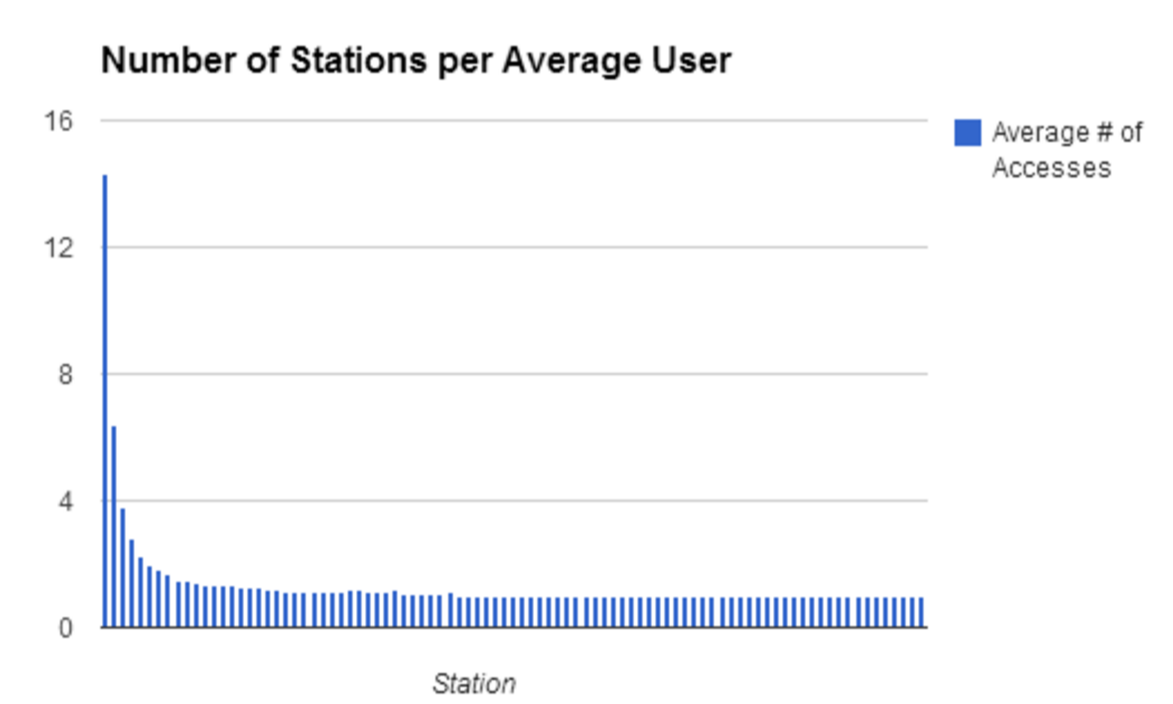 Number of Stations per Average User
16
12
8
4
0
Average # of
Accesses
Station